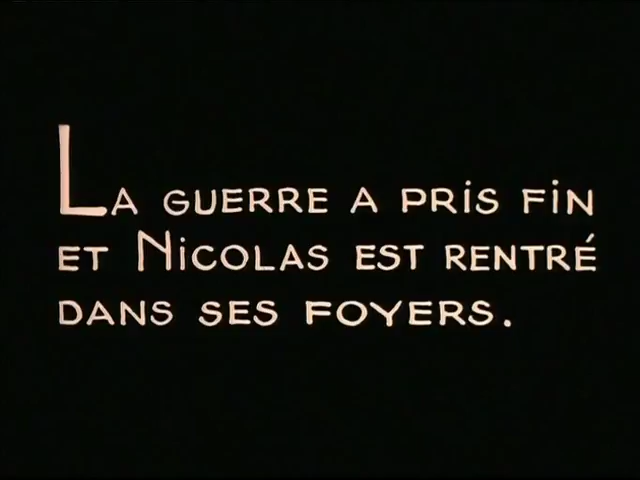 La guerre a pris fin
et Nicolas est rentré
dans ses foyers.